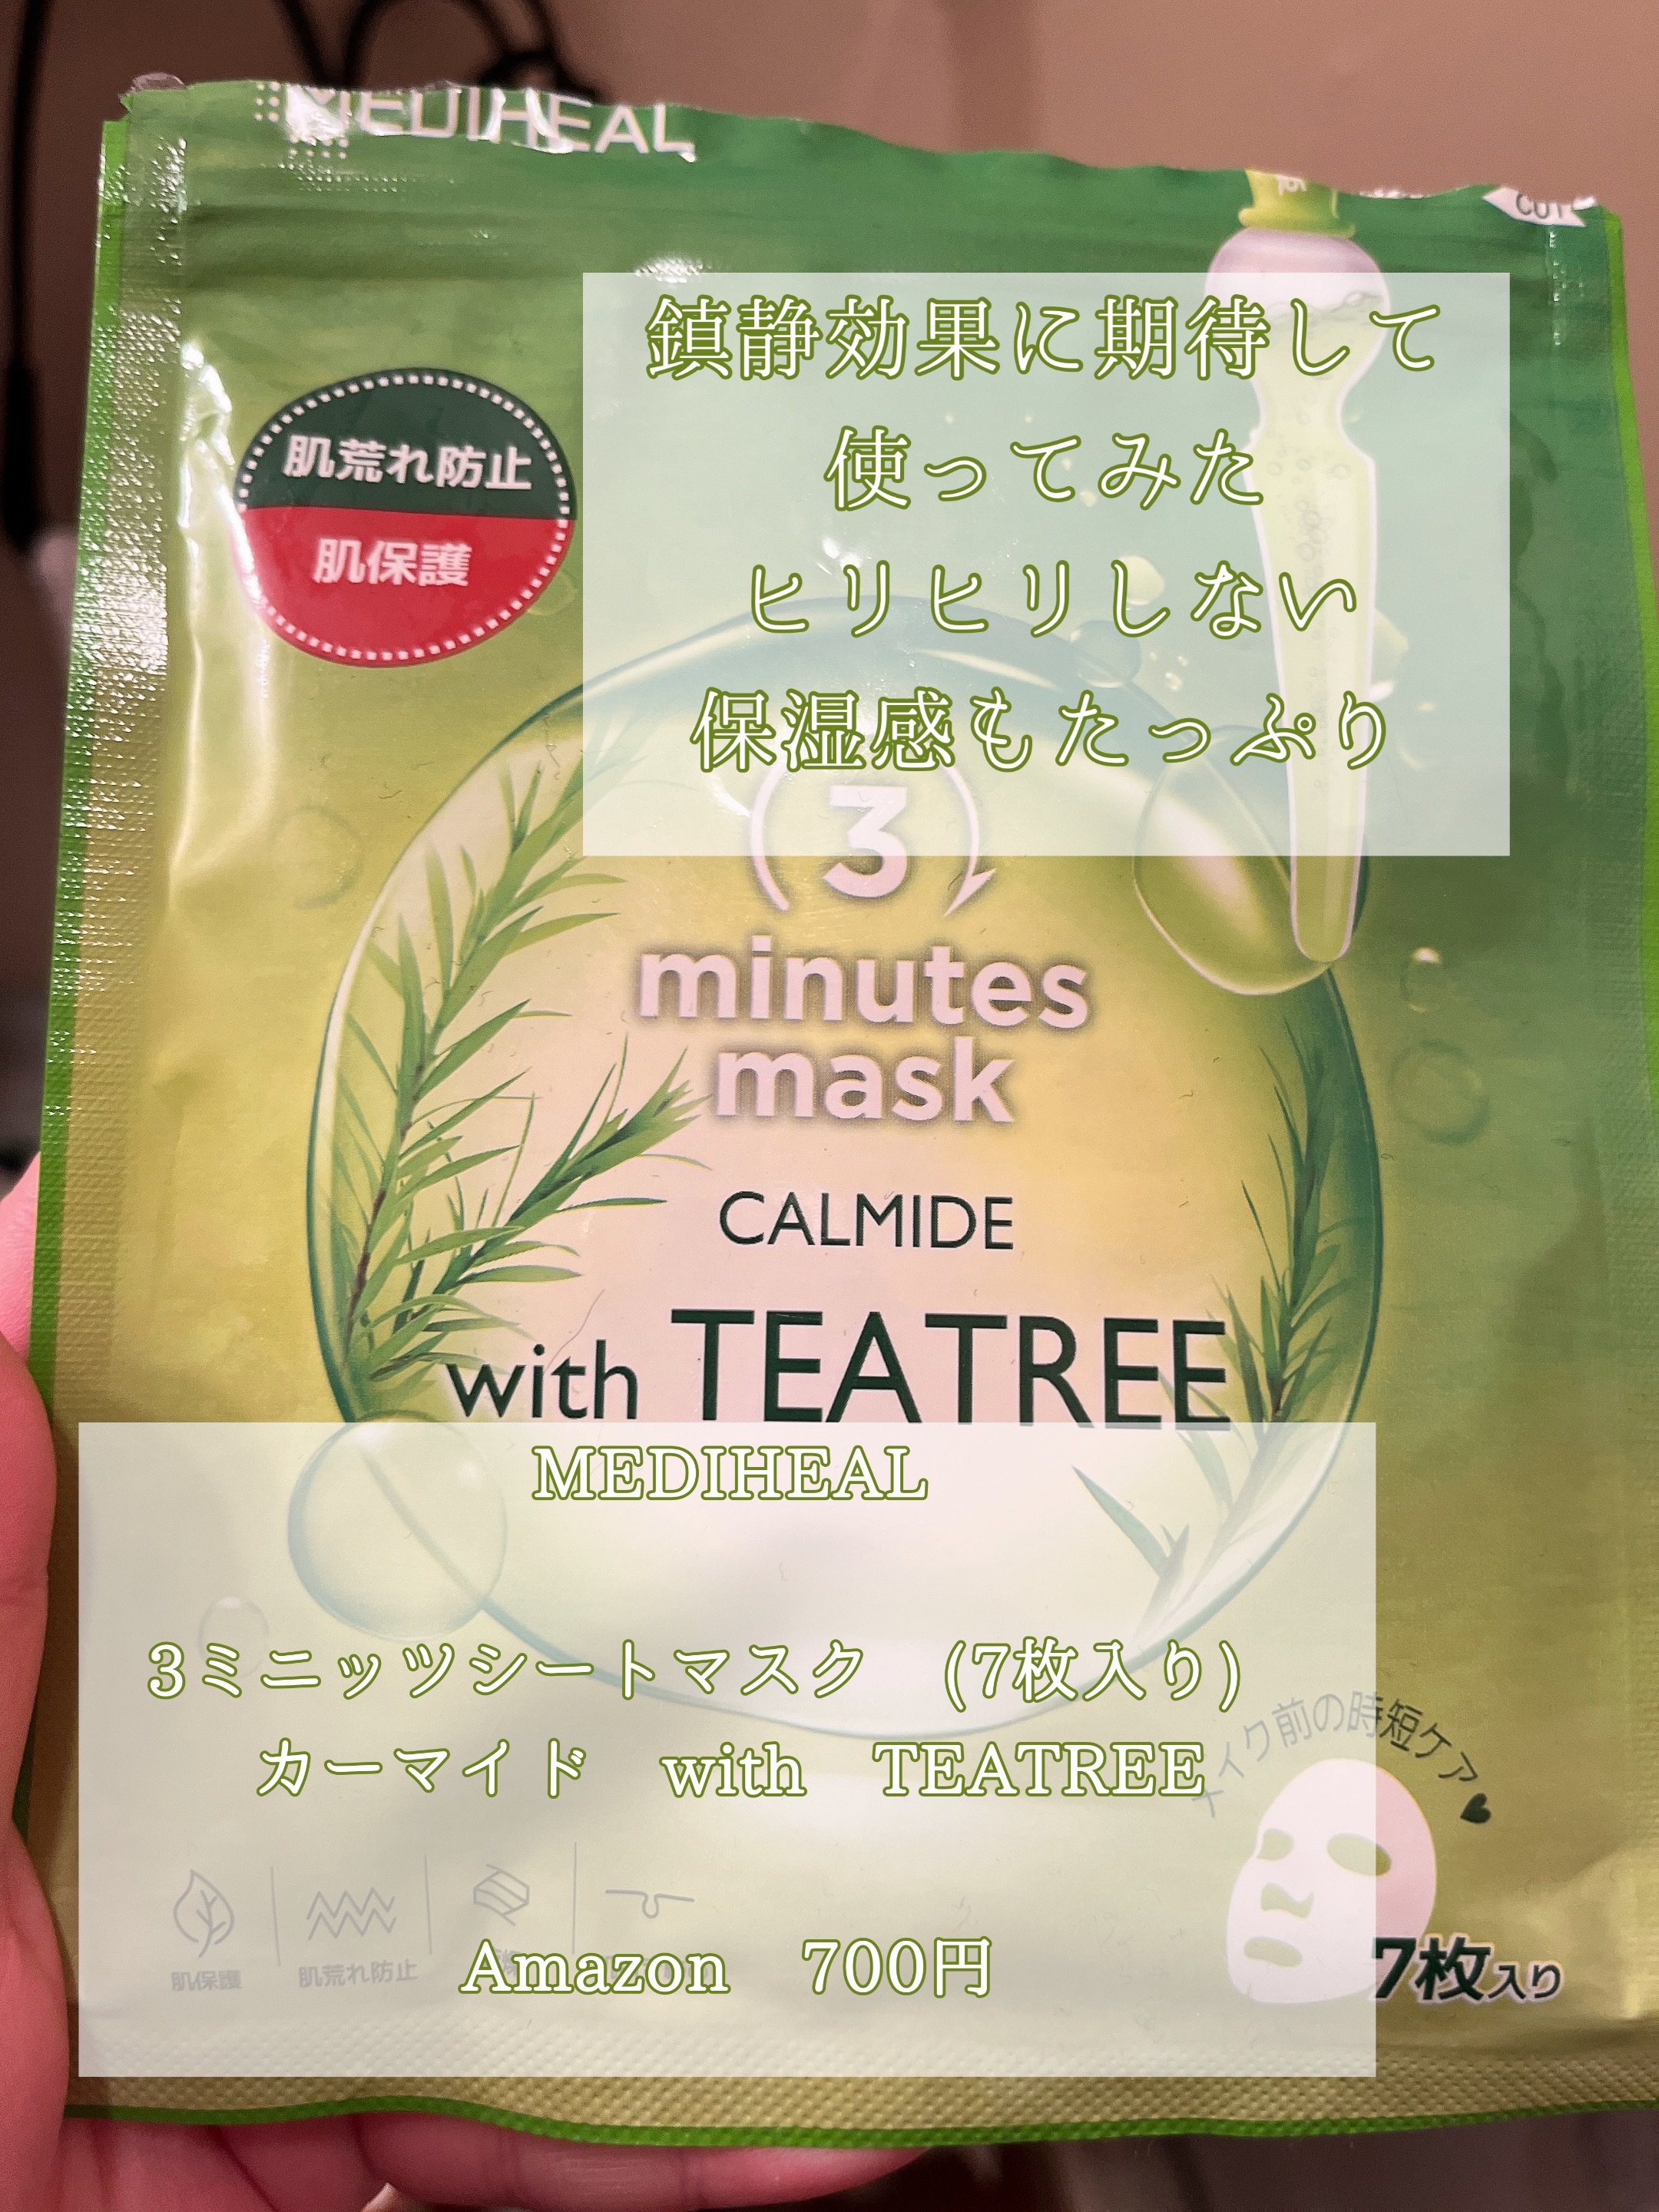 MEDIHEAL
CUT
鎮静効果に期待して
使ってみた
ヒリヒリしない
保湿感もたっぷり
肌荒れ防止
肌保護
3
minutes
mask
CALMIDE
with TEATREE
MEDIHEAL
3ミニッツシートマスク (7枚入り)
カーマイド with TEATREE
メイク前の時短ケア♥
肌保護
肌荒れ防止
Amazon 700円
7枚入り